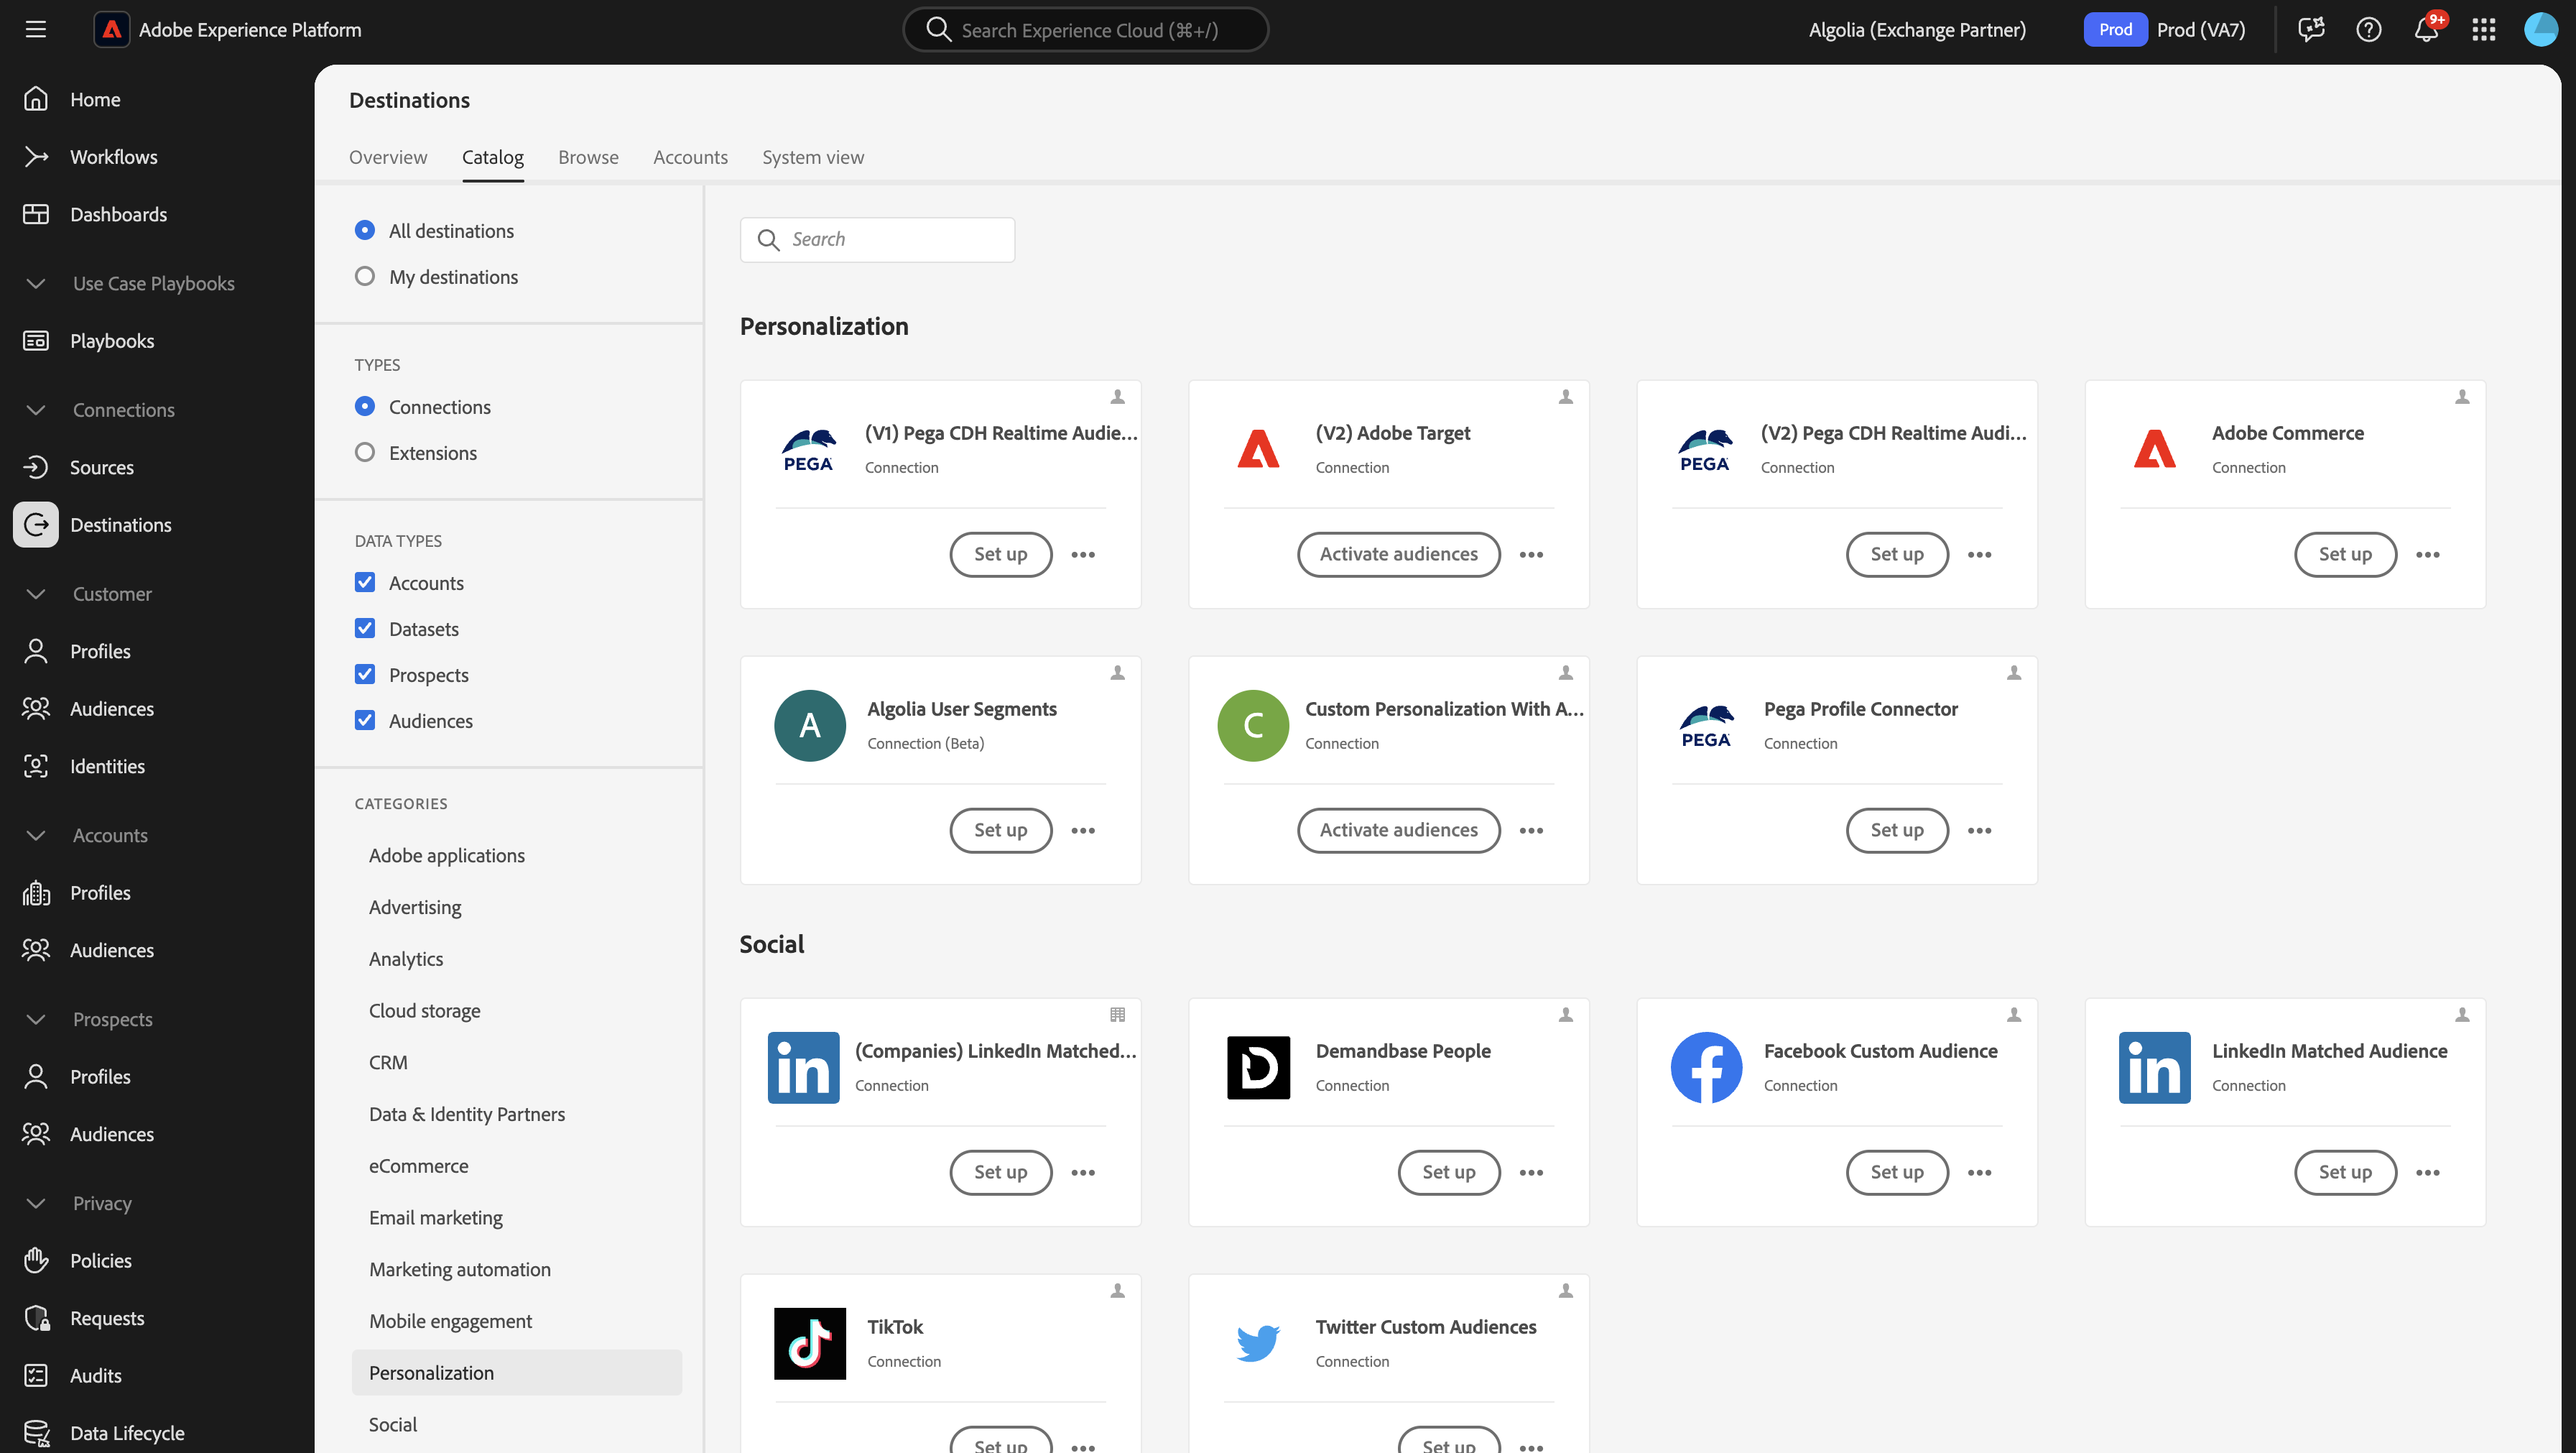 Adobe Experience Platform
Search Experience Cloud (⌘+/)
Algolia (Exchange Partner)
Prod
Prod (VA7)
9+
Home
Workflows
Dashboards
Use Case Playbooks
Playbooks
Connections
Sources
Destinations
Customer
Profiles
Audiences
Identities
Accounts
Profiles
Audiences
Prospects
Profiles
Audiences
Privacy
Policies
Requests
Audits
Data Lifecycle
Destinations
Overview
Catalog
Browse
Accounts
System view
All destinations
My destinations
TYPES
Connections
Extensions
DATA TYPES
Accounts
Datasets
Prospects
Audiences
CATEGORIES
Adobe applications
Advertising
Analytics
Cloud storage
CRM
Data & Identity Partners
eCommerce
Email marketing
Marketing automation
Mobile engagement
Personalization
Social
Search
Personalization
PEGA
(V1) Pega CDH Realtime Audie...
Connection
Set up
(V2) Adobe Target
Connection
Activate audiences
PEGA
(V2) Pega CDH Realtime Audi...
Connection
Set up
Adobe Commerce
Connection
Set up
A
Algolia User Segments
Connection (Beta)
Set up
C
Custom Personalization With A...
Connection
Activate audiences
PEGA
Pega Profile Connector
Connection
Set up
Social
in
(Companies) LinkedIn Matched...
Connection
Set up
Demandbase People
Connection
Set up
Facebook Custom Audience
Connection
Set up
in
LinkedIn Matched Audience
Connection
Set up
TikTok
Connection
Set up
Twitter Custom Audiences
Connection
Set up